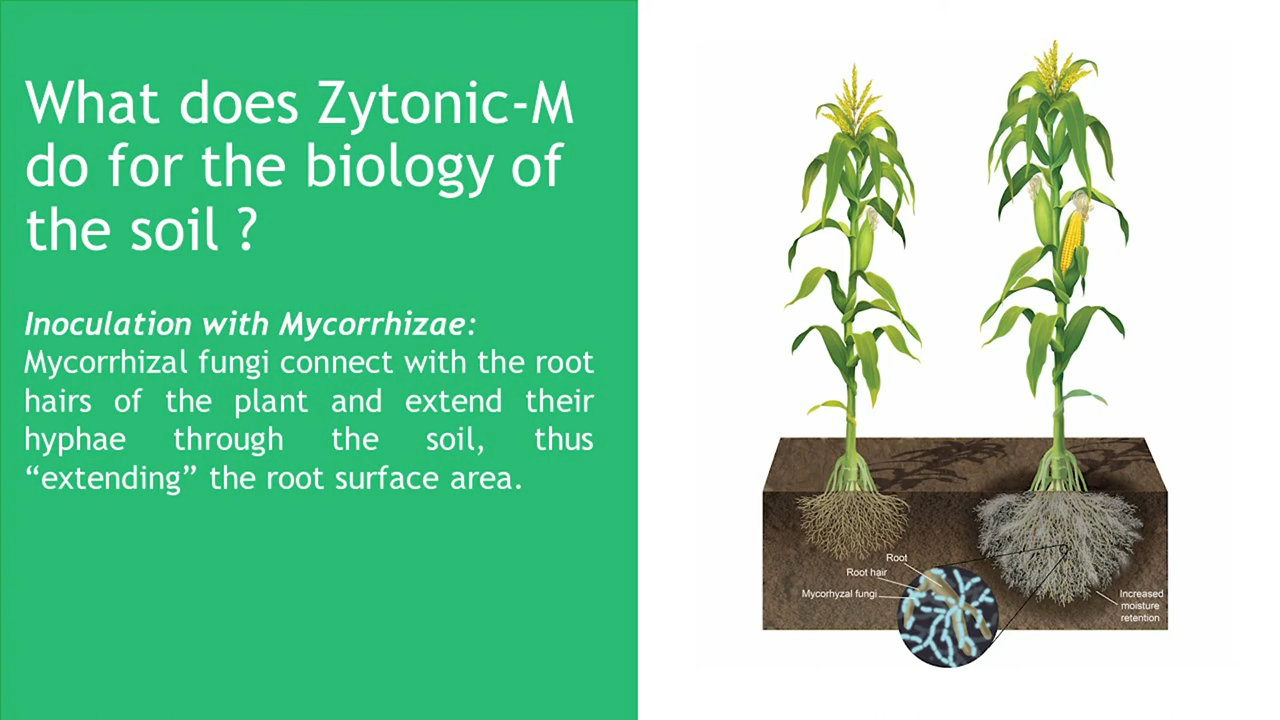 What does Zytonic-M
do for the biology of
the soil ?
Inoculation with Mycorrhizae:
Mycorrhizal fungi connect with the root
hairs of the plant and extend their
hyphae through the soil, thus
“extending” the root surface area.
Root
Root hair
Mycorhyzal fungi
Increased
moisture
retention